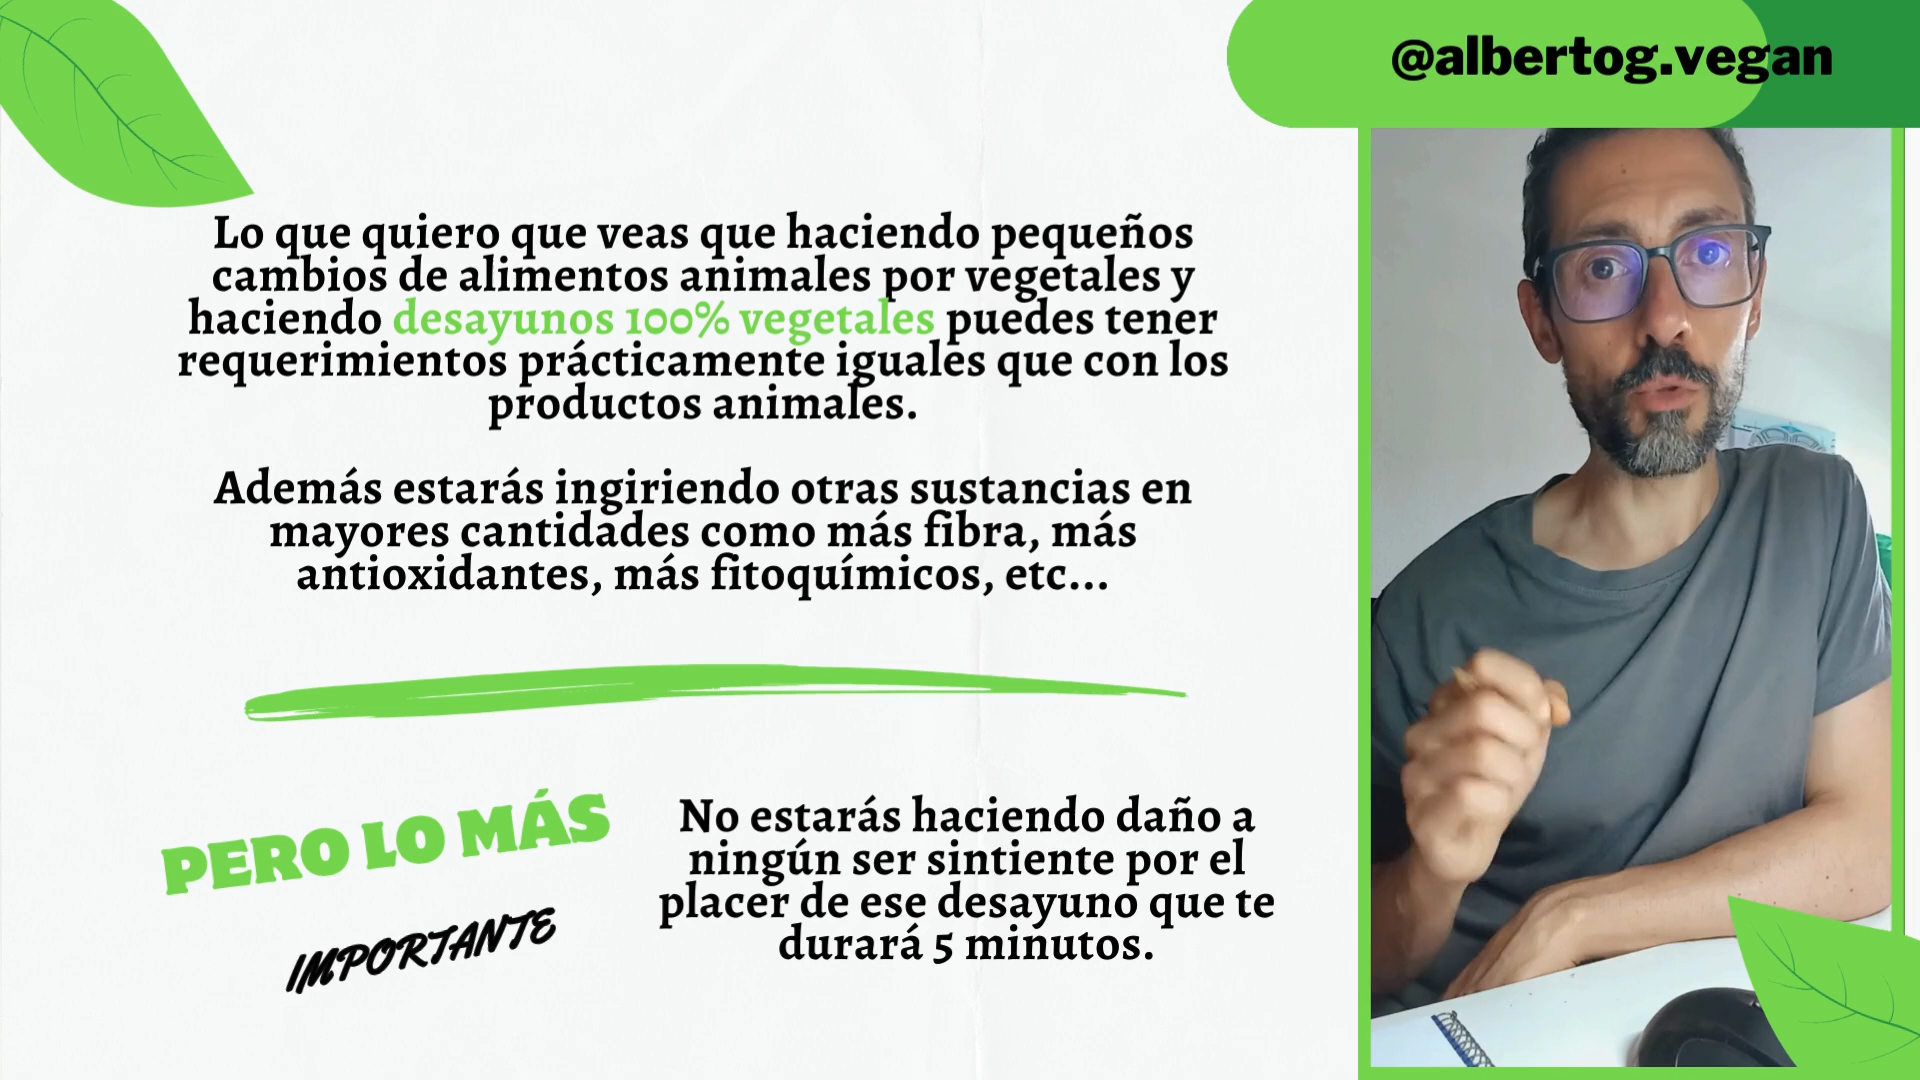 @albertog.vegan
Lo que quiero que veas que haciendo pequeños
cambios de alimentos animales por vegetales y
haciendo desayunos 100% vegetales puedes tener
requerimientos prácticamente iguales que con los
productos animales.
Además estarás ingiriendo otras sustancias en
mayores cantidades como más fibra, más
antioxidantes, más fitoquímicos, etc...
PERO LO MÁS
IMPORTANTE
No estarás haciendo daño a
ningún ser sintiente por el
placer de ese desayuno que te
durará 5 minutos.